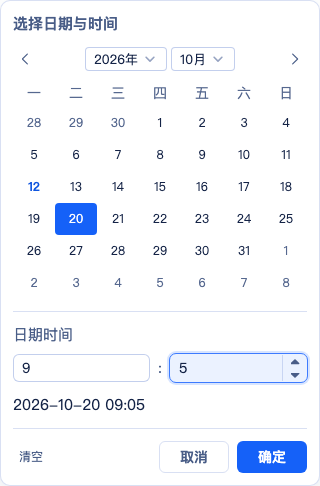 选择日期与时间
2026年 10月
一 二 三 四 五 六 日
28 29 30 1 2 3 4
5 6 7 8 9 10 11
12 13 14 15 16 17 18
19 20 21 22 23 24 25
26 27 28 29 30 31 1
2 3 4 5 6 7 8
日期时间
9 : 5
2026-10-20 09:05
清空 取消 确定